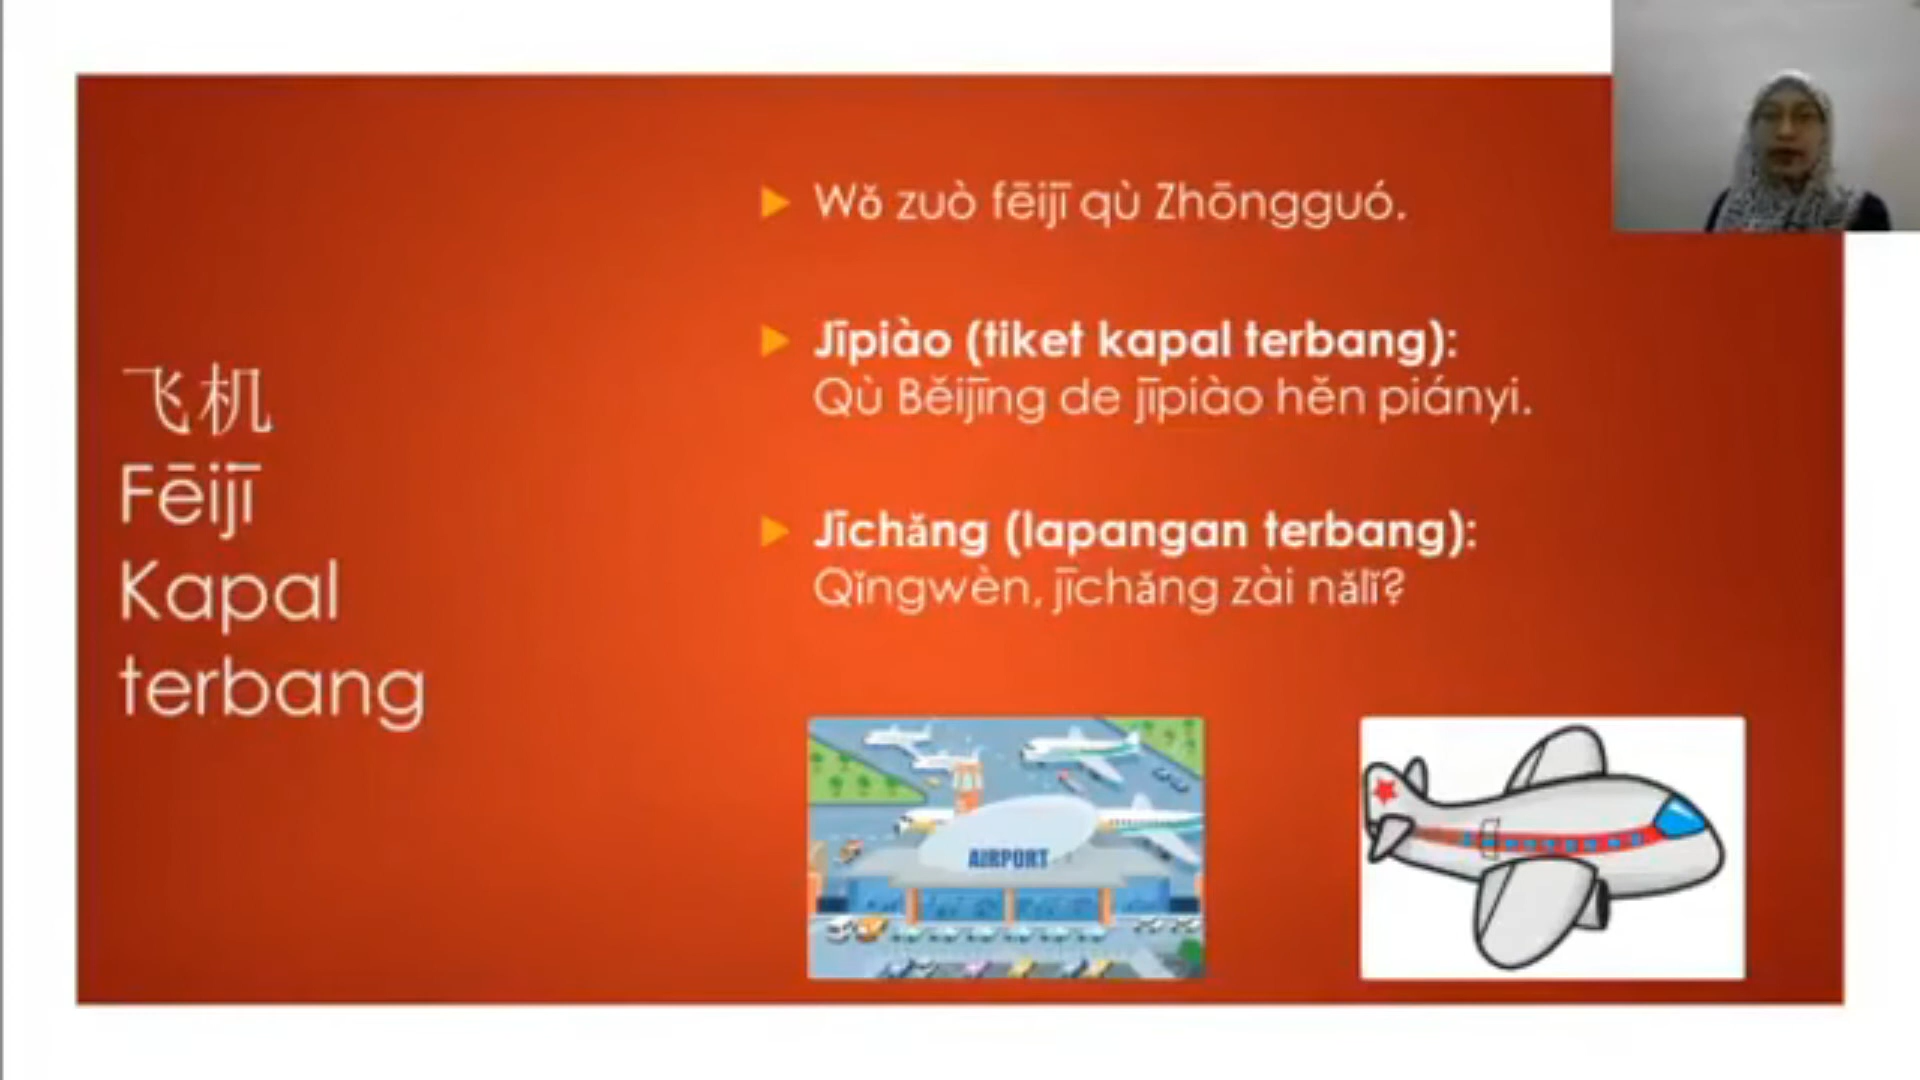 飞机
Fēijī
Kapal
terbang
Wǒ zuò fēijī qù Zhōngguó.
Jīpiào (tiket kapal terbang):
Qù Běijīng de jīpiào hěn piányi.
Jīchǎng (lapangan terbang):
Qǐngwèn, jīchǎng zài nǎlǐ?
AIRPORT